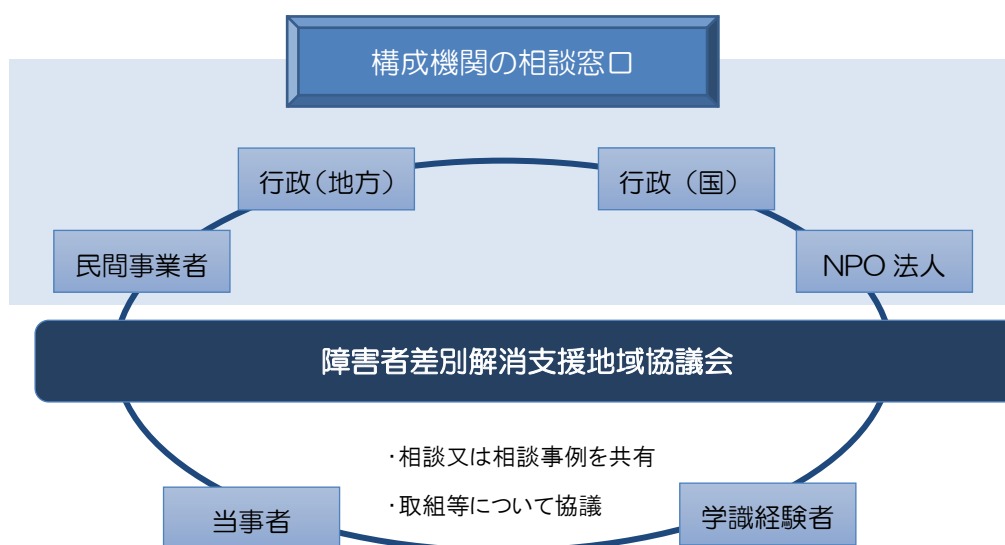 構成機関の相談窓口
行政（地方）
行政（国）
民間事業者
NPO 法人
障害者差別解消支援地域協議会
・相談又は相談事例を共有
・取組等について協議
当事者
学識経験者